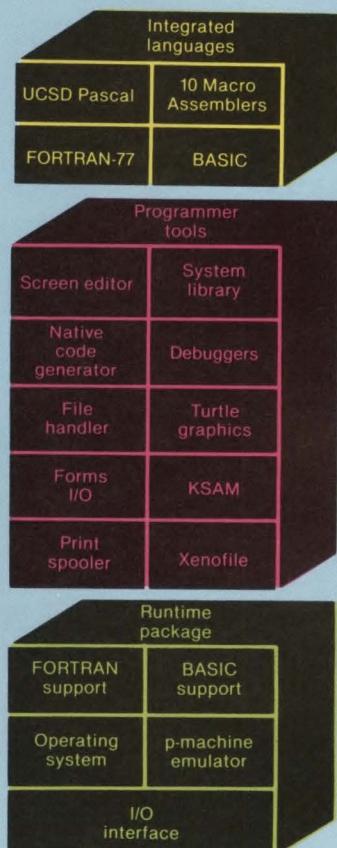 Integrated
languages
UCSD Pascal
10 Macro
Assemblers
FORTRAN-77
BASIC
Programmer
tools
Screen editor
System
library
Native
code
generator
Debuggers
File
handler
Turtle
graphics
Forms
I/O
KSAM
Print
spooler
Xenofile
Runtime
package
FORTRAN
support
BASIC
support
Operating
system
p-machine
emulator
I/O
interface